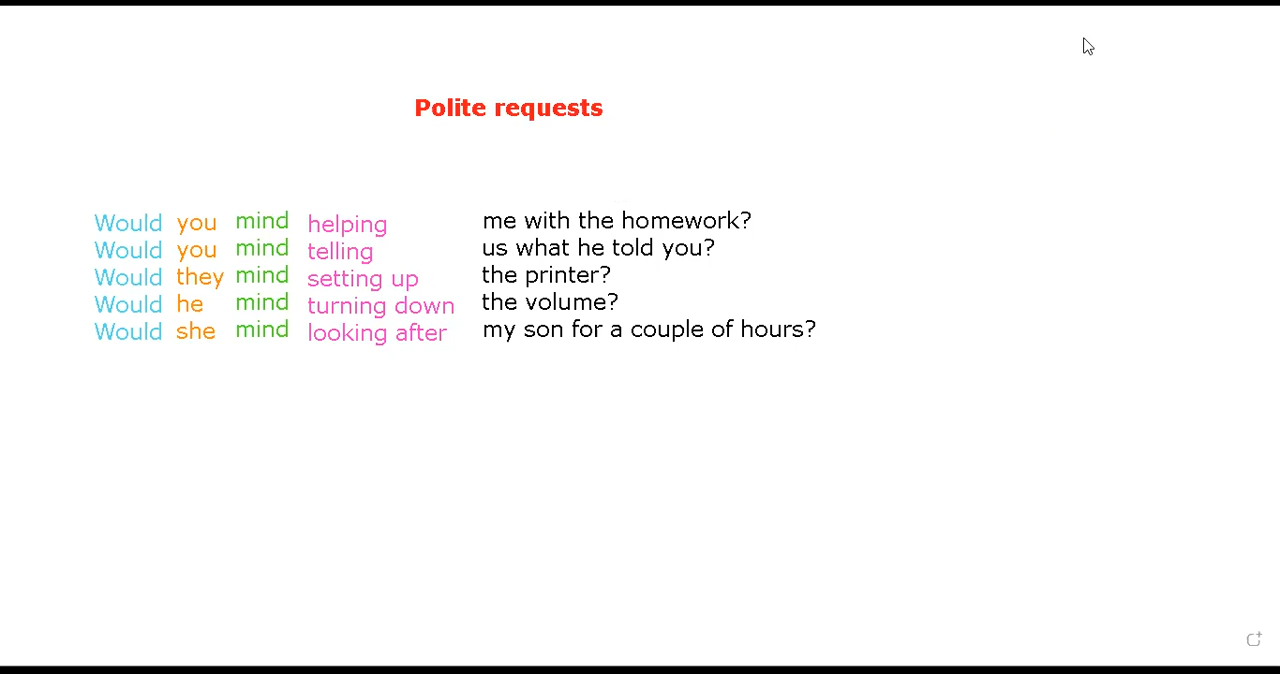 Polite requests
Would you mind helping me with the homework?
Would you mind telling us what he told you?
Would they mind setting up the printer?
Would he mind turning down the volume?
Would she mind looking after my son for a couple of hours?